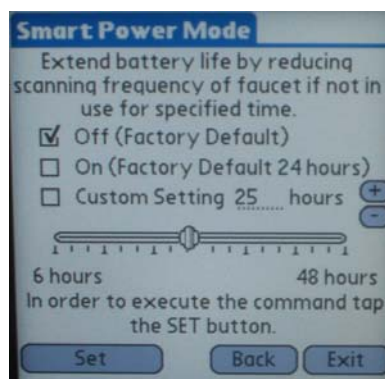 Smart Power Mode
Extend battery life by reducing
scanning frequency of faucet if not in
use for specified time.
Off (Factory Default)
On (Factory Default 24 hours)
Custom Setting 25 hours
+
-
6 hours 48 hours
In order to execute the command tap
the SET button.
Set Back Exit